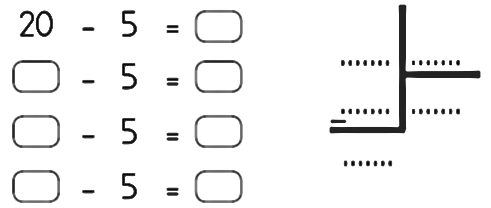 20 - 5 =
- 5 =
- 5 =
- 5 =